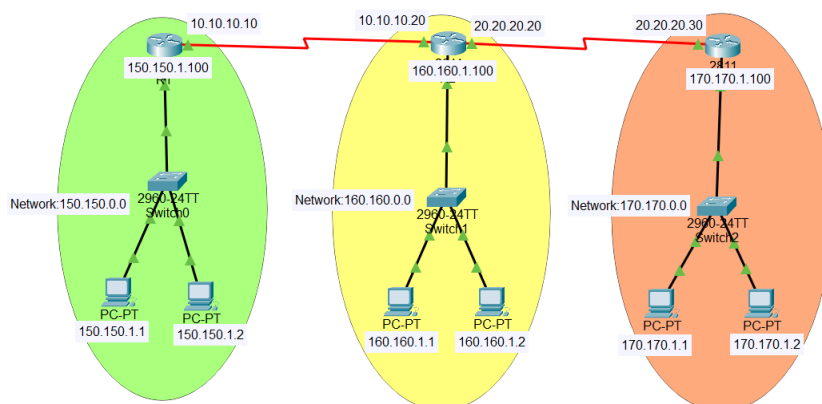 10.10.10.10
10.10.10.20
20.20.20.20
20.20.20.30
150.150.1.100
160.160.1.100
2811
170.170.1.100
Network:150.150.0.0
2960-24TT
Switch0
Network:160.160.0.0
2960-24TT
Switch1
Network:170.170.0.0
2960-24TT
Switch2
PC-PT
150.150.1.1
PC-PT
150.150.1.2
PC-PT
160.160.1.1
PC-PT
160.160.1.2
PC-PT
170.170.1.1
PC-PT
170.170.1.2